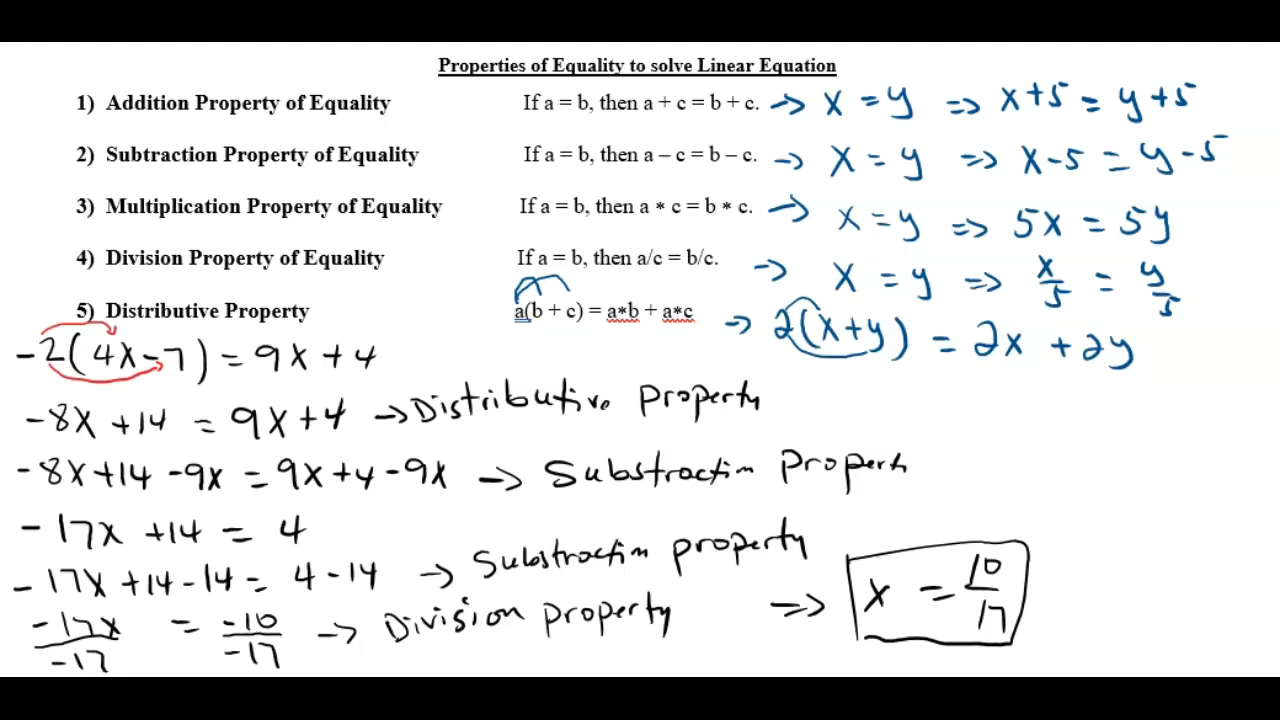 Properties of Equality to solve Linear Equation
1) Addition Property of Equality If a = b, then a + c = b + c. → x = y ⇒ x+5 = y+5
2) Subtraction Property of Equality If a = b, then a – c = b – c. → x = y ⇒ x-5 = y-5
3) Multiplication Property of Equality If a = b, then a * c = b * c. → x = y ⇒ 5x = 5y
4) Division Property of Equality If a = b, then a/c = b/c. → x = y ⇒ x/5 = y/5
5) Distributive Property a(b + c) = a*b + a*c → 2(x+y) = 2x + 2y
-2(4x-7) = 9x+4
-8x+14 = 9x+4 → Distributive Property
-8x+14-9x = 9x+4-9x → Substraction Propert
-17x+14 = 4
-17x+14-14 = 4-14 → Substraction property
-17x/-17 = -10/-17 → Division property ⇒ x = 10/17